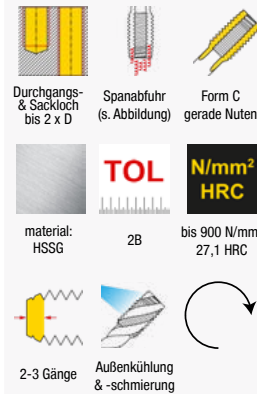 Durchgangs-
& Sackloch
bis 2 x D
Spanabfuhr
(s. Abbildung)
Form C
gerade Nuten
TOL
N/mm²
HRC
material:
HSSG
2B
bis 900 N/mm
27,1 HRC
2-3 Gänge
Außenkühlung
& -schmierung